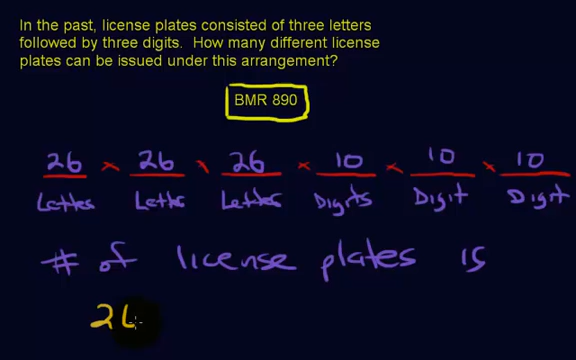 In the past, license plates consisted of three letters
followed by three digits. How many different license
plates can be issued under this arrangement?
BMR 890
26 × 26 × 26 × 10 × 10 × 10
Letters Letters Letters Digits Digit Digit
# of license plates is
26